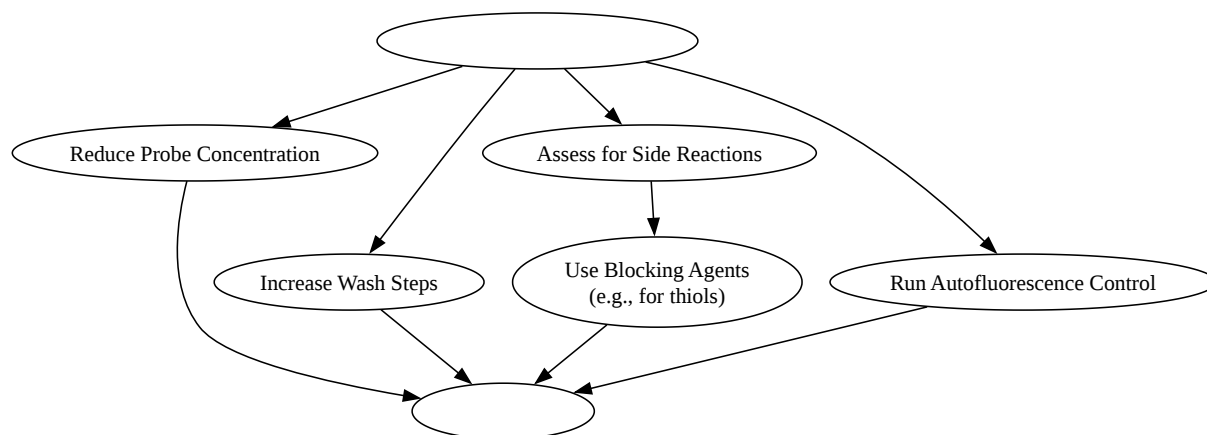 Reduce Probe Concentration
Assess for Side Reactions
Increase Wash Steps
Use Blocking Agents
(e.g., for thiols)
Run Autofluorescence Control